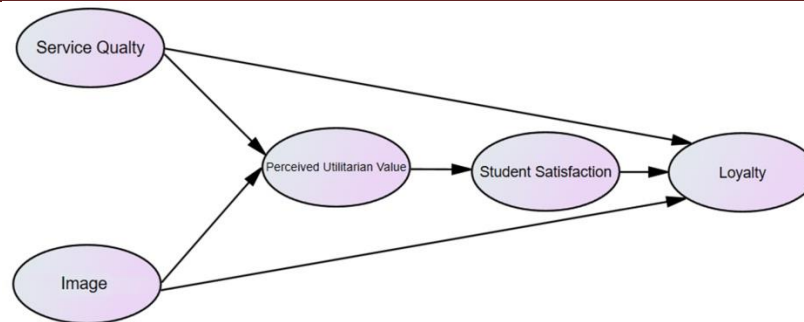 Service Qualty
Perceived Utilitarian Value
Student Satisfaction
Loyalty
Image